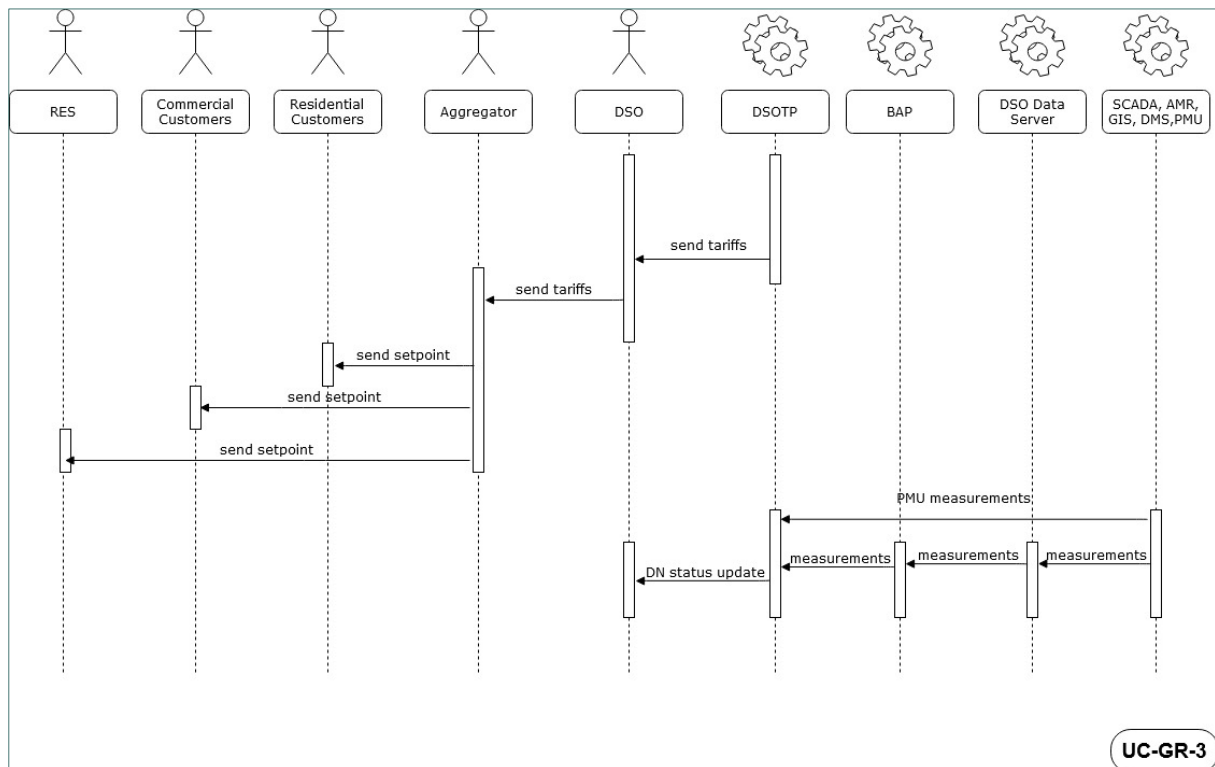 RES
Commercial
Customers
Residential
Customers
Aggregator
DSO
DSOTP
BAP
DSO Data
Server
SCADA, AMR,
GIS, DMS,PMU
send tariffs
send tariffs
send setpoint
send setpoint
send setpoint
PMU measurements
measurements
measurements
measurements
DN status update
UC-GR-3